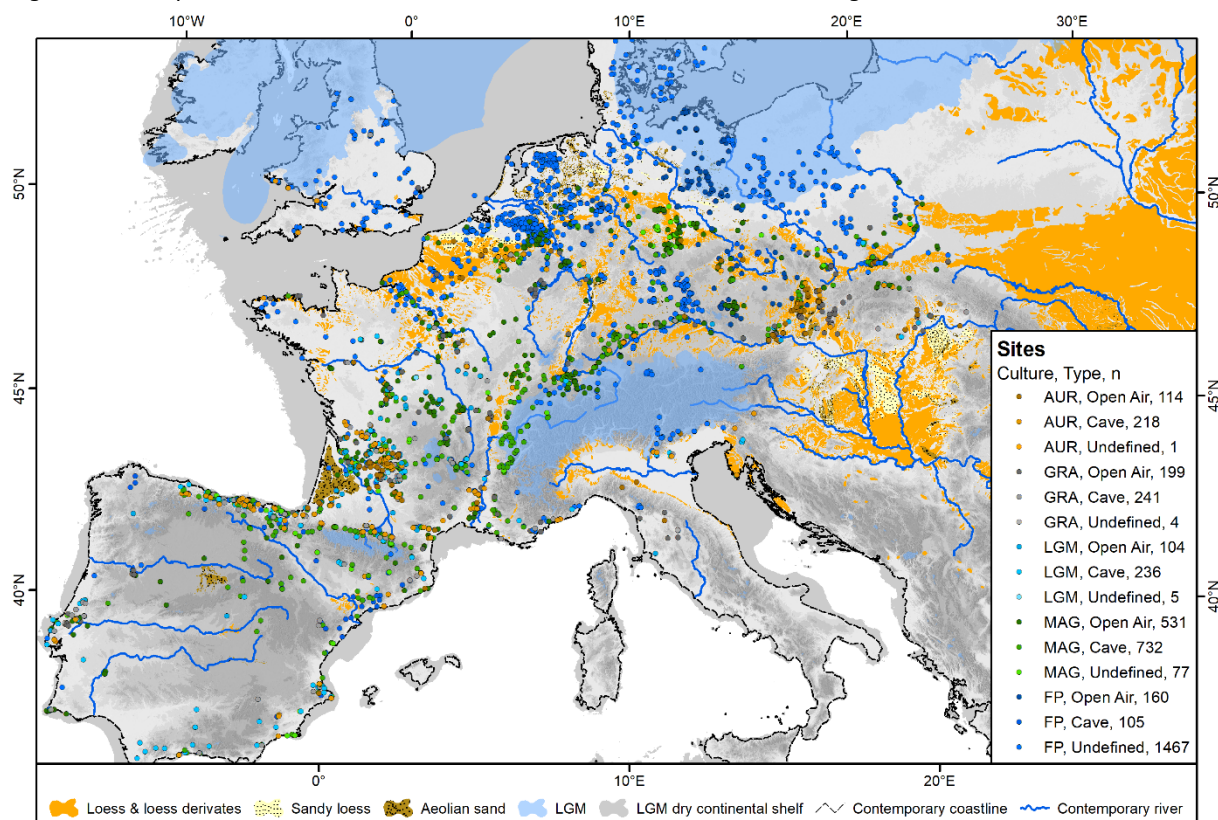 10°W 0° 10°E 20°E 30°E
50°N 50°N
45°N 45°N
40°N 40°N
Sites
Culture, Type, n
AUR, Open Air, 114
AUR, Cave, 218
AUR, Undefined, 1
GRA, Open Air, 199
GRA, Cave, 241
GRA, Undefined, 4
LGM, Open Air, 104
LGM, Cave, 236
LGM, Undefined, 5
MAG, Open Air, 531
MAG, Cave, 732
MAG, Undefined, 77
FP, Open Air, 160
FP, Cave, 105
FP, Undefined, 1467
0° 10°E 20°E
Loess & loess derivates Sandy loess Aeolian sand LGM LGM dry continental shelf Contemporary coastline Contemporary river